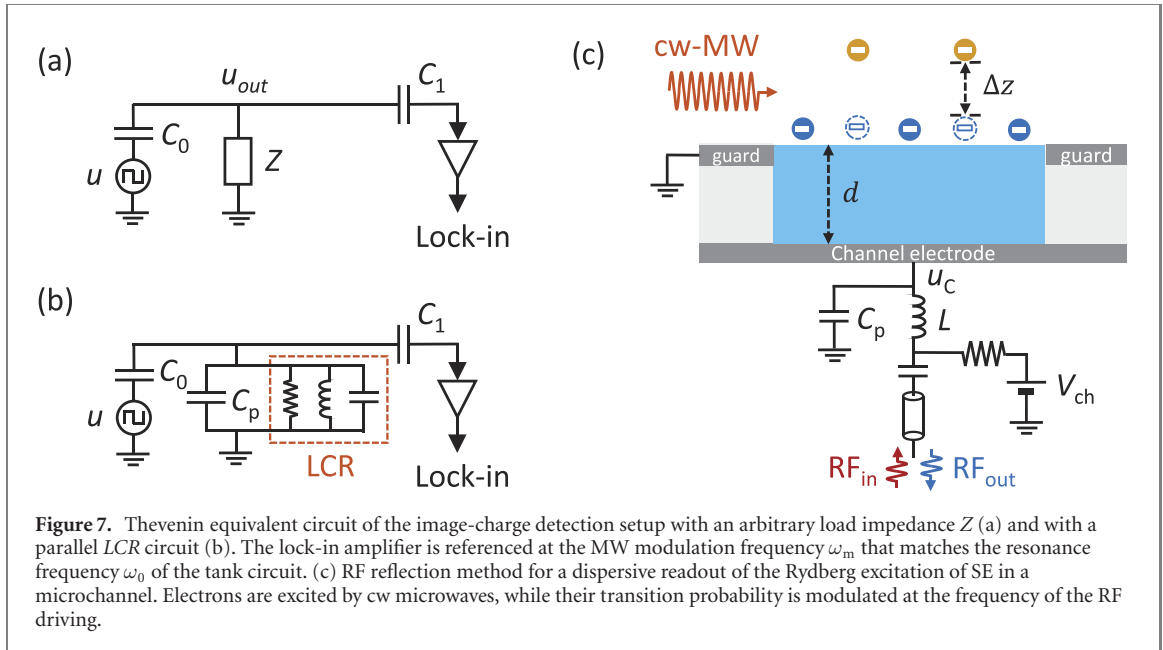 (a)
u_out
C_1
C_0
u
Z
Lock-in
(b)
C_1
C_0
C_p
u
LCR
Lock-in
(c)
cw-MW
Δz
guard
guard
d
Channel electrode
u_C
C_p
L
V_ch
RF_in
RF_out
Figure 7. Thevenin equivalent circuit of the image-charge detection setup with an arbitrary load impedance Z (a) and with a
parallel LCR circuit (b). The lock-in amplifier is referenced at the MW modulation frequency ω_m that matches the resonance
frequency ω_0 of the tank circuit. (c) RF reflection method for a dispersive readout of the Rydberg excitation of SE in a
microchannel. Electrons are excited by cw microwaves, while their transition probability is modulated at the frequency of the RF
driving.